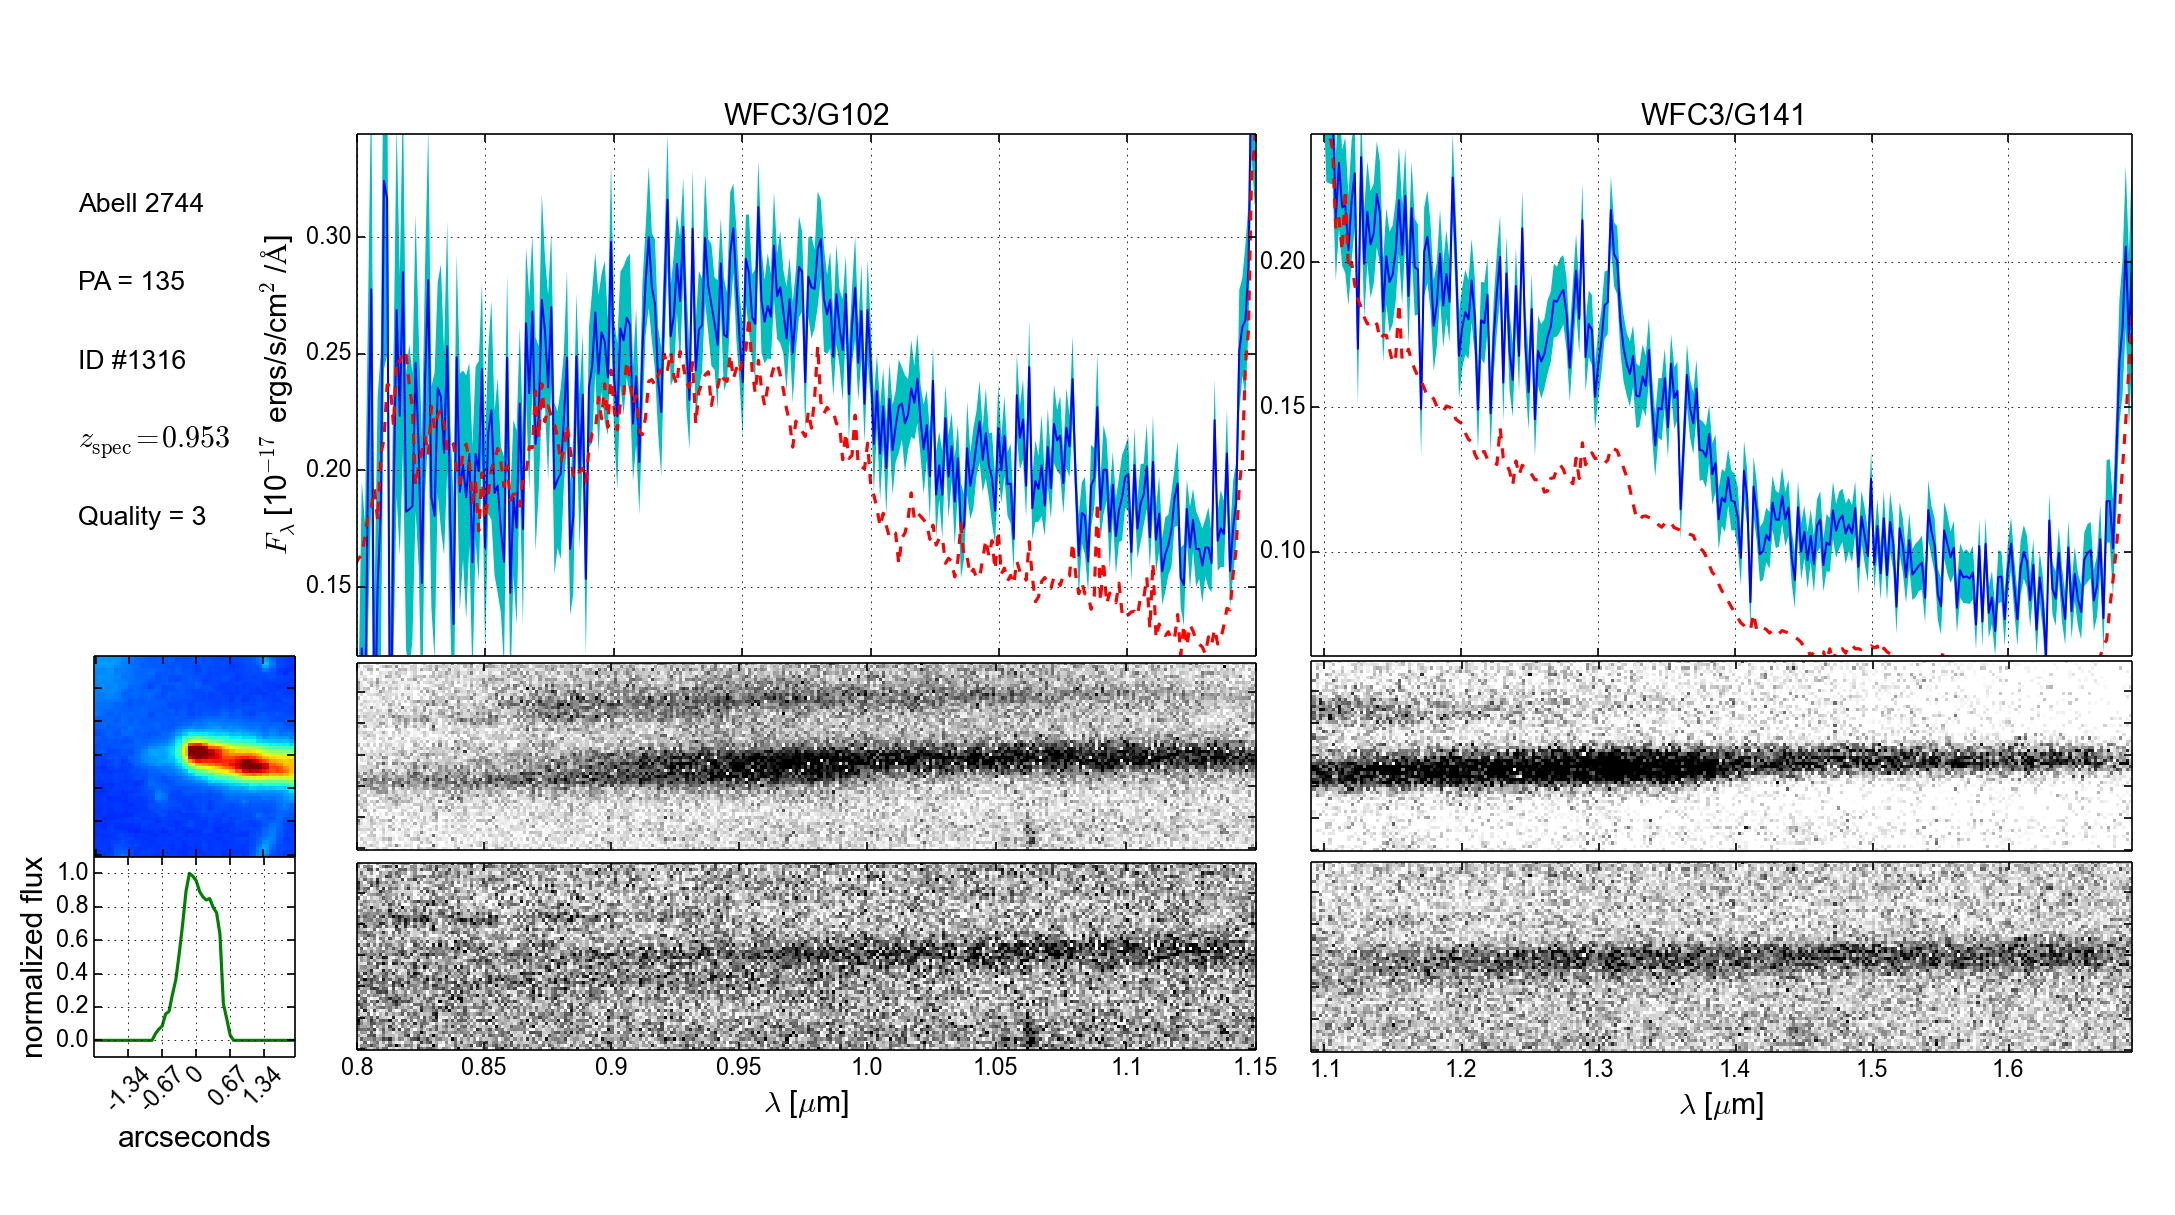 WFC3/G102
WFC3/G141
Abell 2744
PA = 135
ID #1316
z_spec = 0.953
Quality = 3
F_λ [10^−17 ergs/s/cm^2 /Å]
0.30
0.25
0.20
0.15
0.20
0.15
0.10
normalized flux
1.0
0.8
0.6
0.4
0.2
0.0
-1.34 -0.67 0 0.67 1.34
arcseconds
0.8 0.85 0.9 0.95 1.0 1.05 1.1 1.15
λ [μm]
1.1 1.2 1.3 1.4 1.5 1.6
λ [μm]